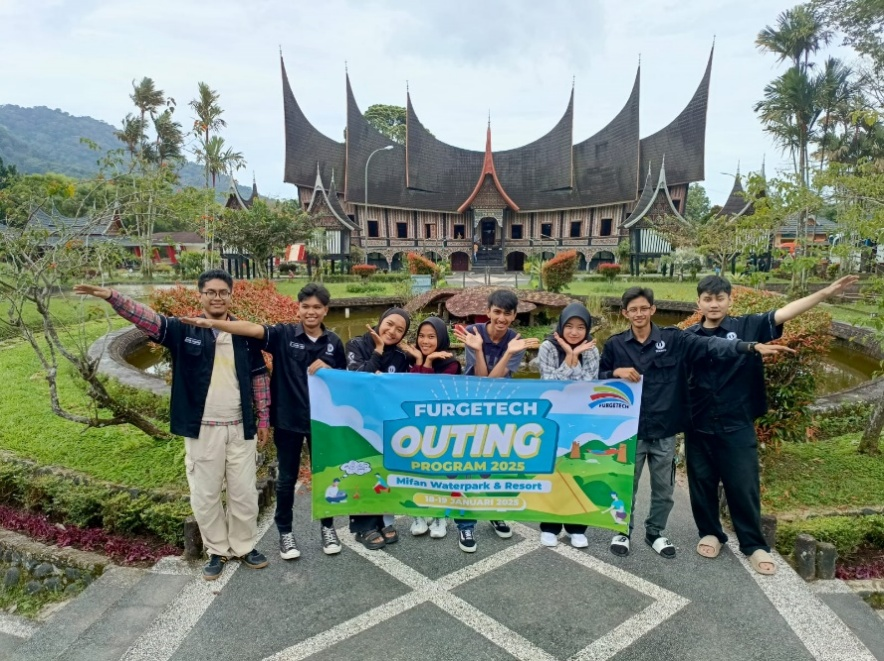 FURGETECH
FURGETECH
OUTING
PROGRAM 2025
Mifan Waterpark & Resort
18-19 JANUARI 2025